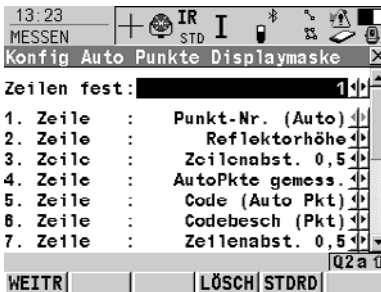 13:23
MESSEN
IR
STD
I
Konfig Auto Punkte Displaymaske X
Zeilen fest: 1
1. Zeile : Punkt-Nr. (Auto)
2. Zeile : Reflektorhöhe
3. Zeile : Zeilenabst. 0,5
4. Zeile : AutoPkte gemess.
5. Zeile : Code (Auto Pkt)
6. Zeile : Codebesch (Pkt)
7. Zeile : Zeilenabst. 0,5
Q2a⇧
WEITR LÖSCH STDRD